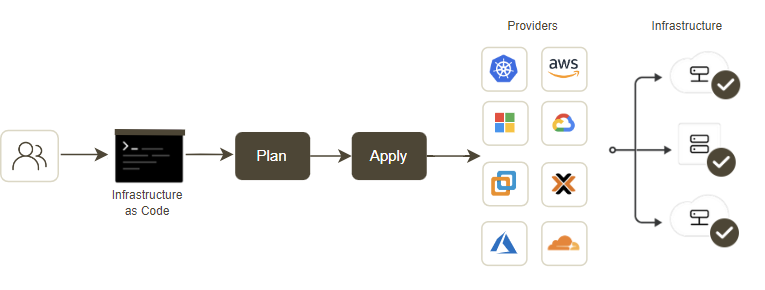 Providers
Infrastructure
aws
Plan
Apply
Infrastructure
as Code